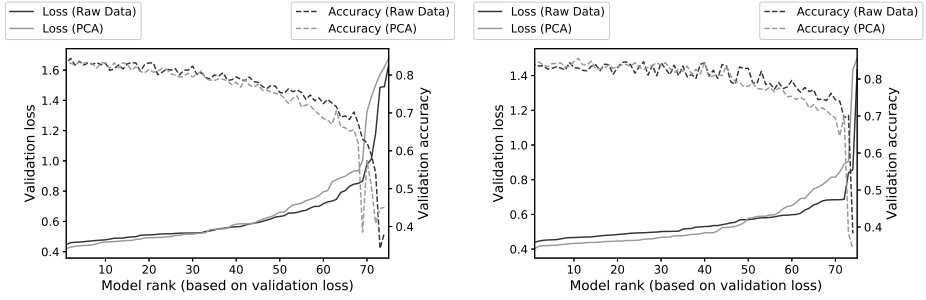 Loss (Raw Data)
Loss (PCA)
Accuracy (Raw Data)
Accuracy (PCA)
Validation loss
1.6
1.4
1.2
1.0
0.8
0.6
0.4
10 20 30 40 50 60 70
Model rank (based on validation loss)
0.8
0.7
0.6
0.5
0.4
Validation accuracy
Loss (Raw Data)
Loss (PCA)
Accuracy (Raw Data)
Accuracy (PCA)
Validation loss
1.4
1.2
1.0
0.8
0.6
0.4
10 20 30 40 50 60 70
Model rank (based on validation loss)
0.8
0.7
0.6
0.5
0.4
Validation accuracy